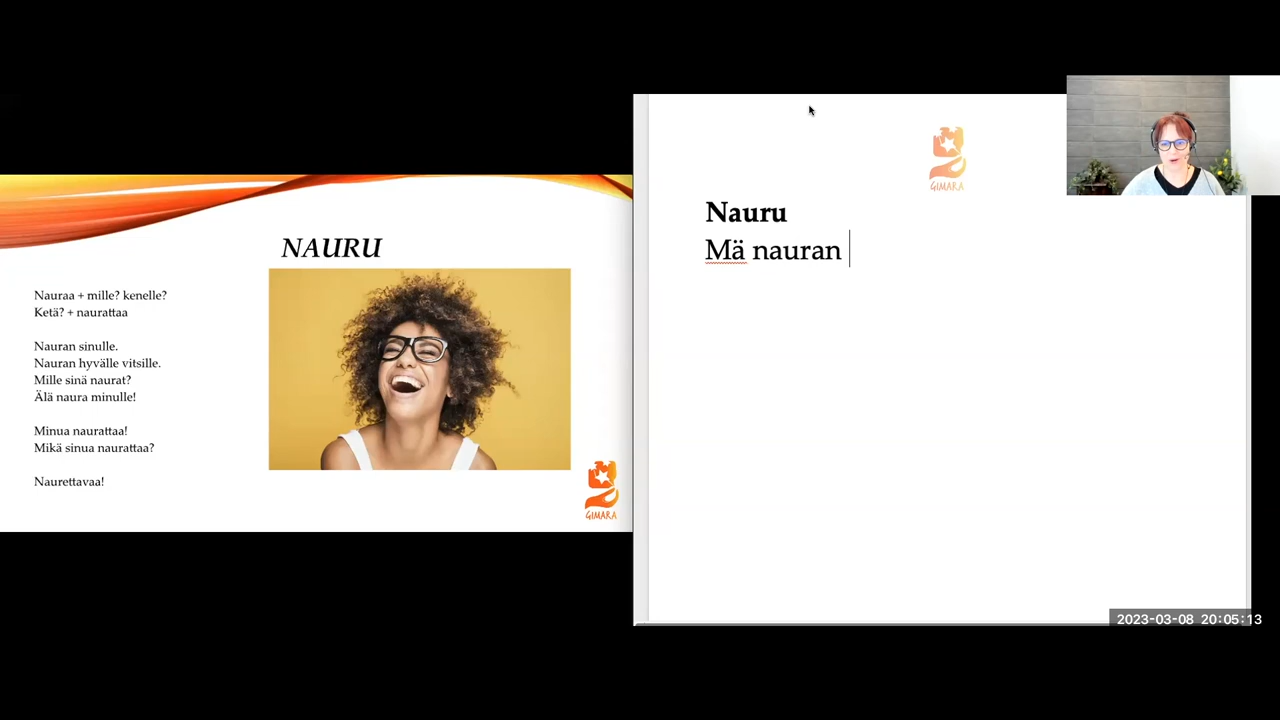 NAURU
Nauraa + mille? kenelle?
Ketä? + naurattaa
Nauran sinulle.
Nauran hyvälle vitsille.
Mille sinä naurat?
Älä naura minulle!
Minua naurattaa!
Mikä sinua naurattaa?
Naurettavaa!
GIMARA
GIMARA
Nauru
Mä nauran
2023-03-08 20:05:13